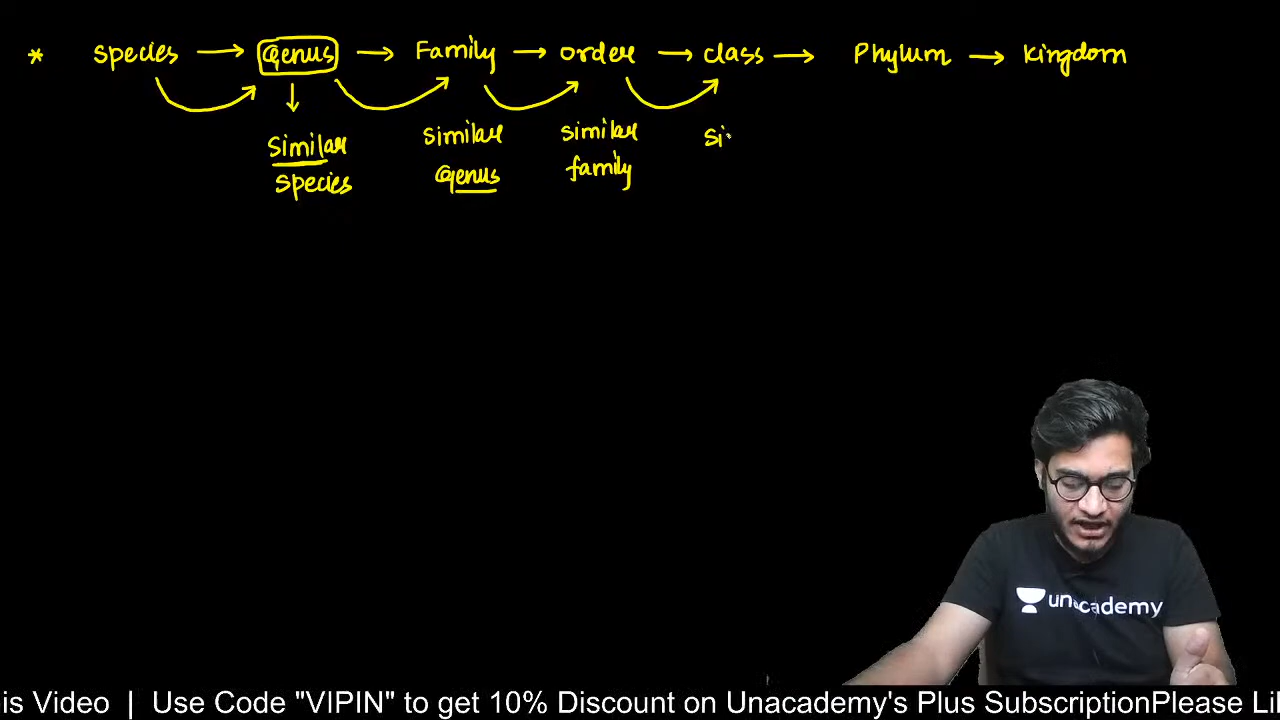 * Species → Genus → Family → order → class → Phylum → Kingdom
↓
Similar similar similar si
Species Genus family
unacademy
is Video | Use Code "VIPIN" to get 10% Discount on Unacademy's Plus SubscriptionPlease Li